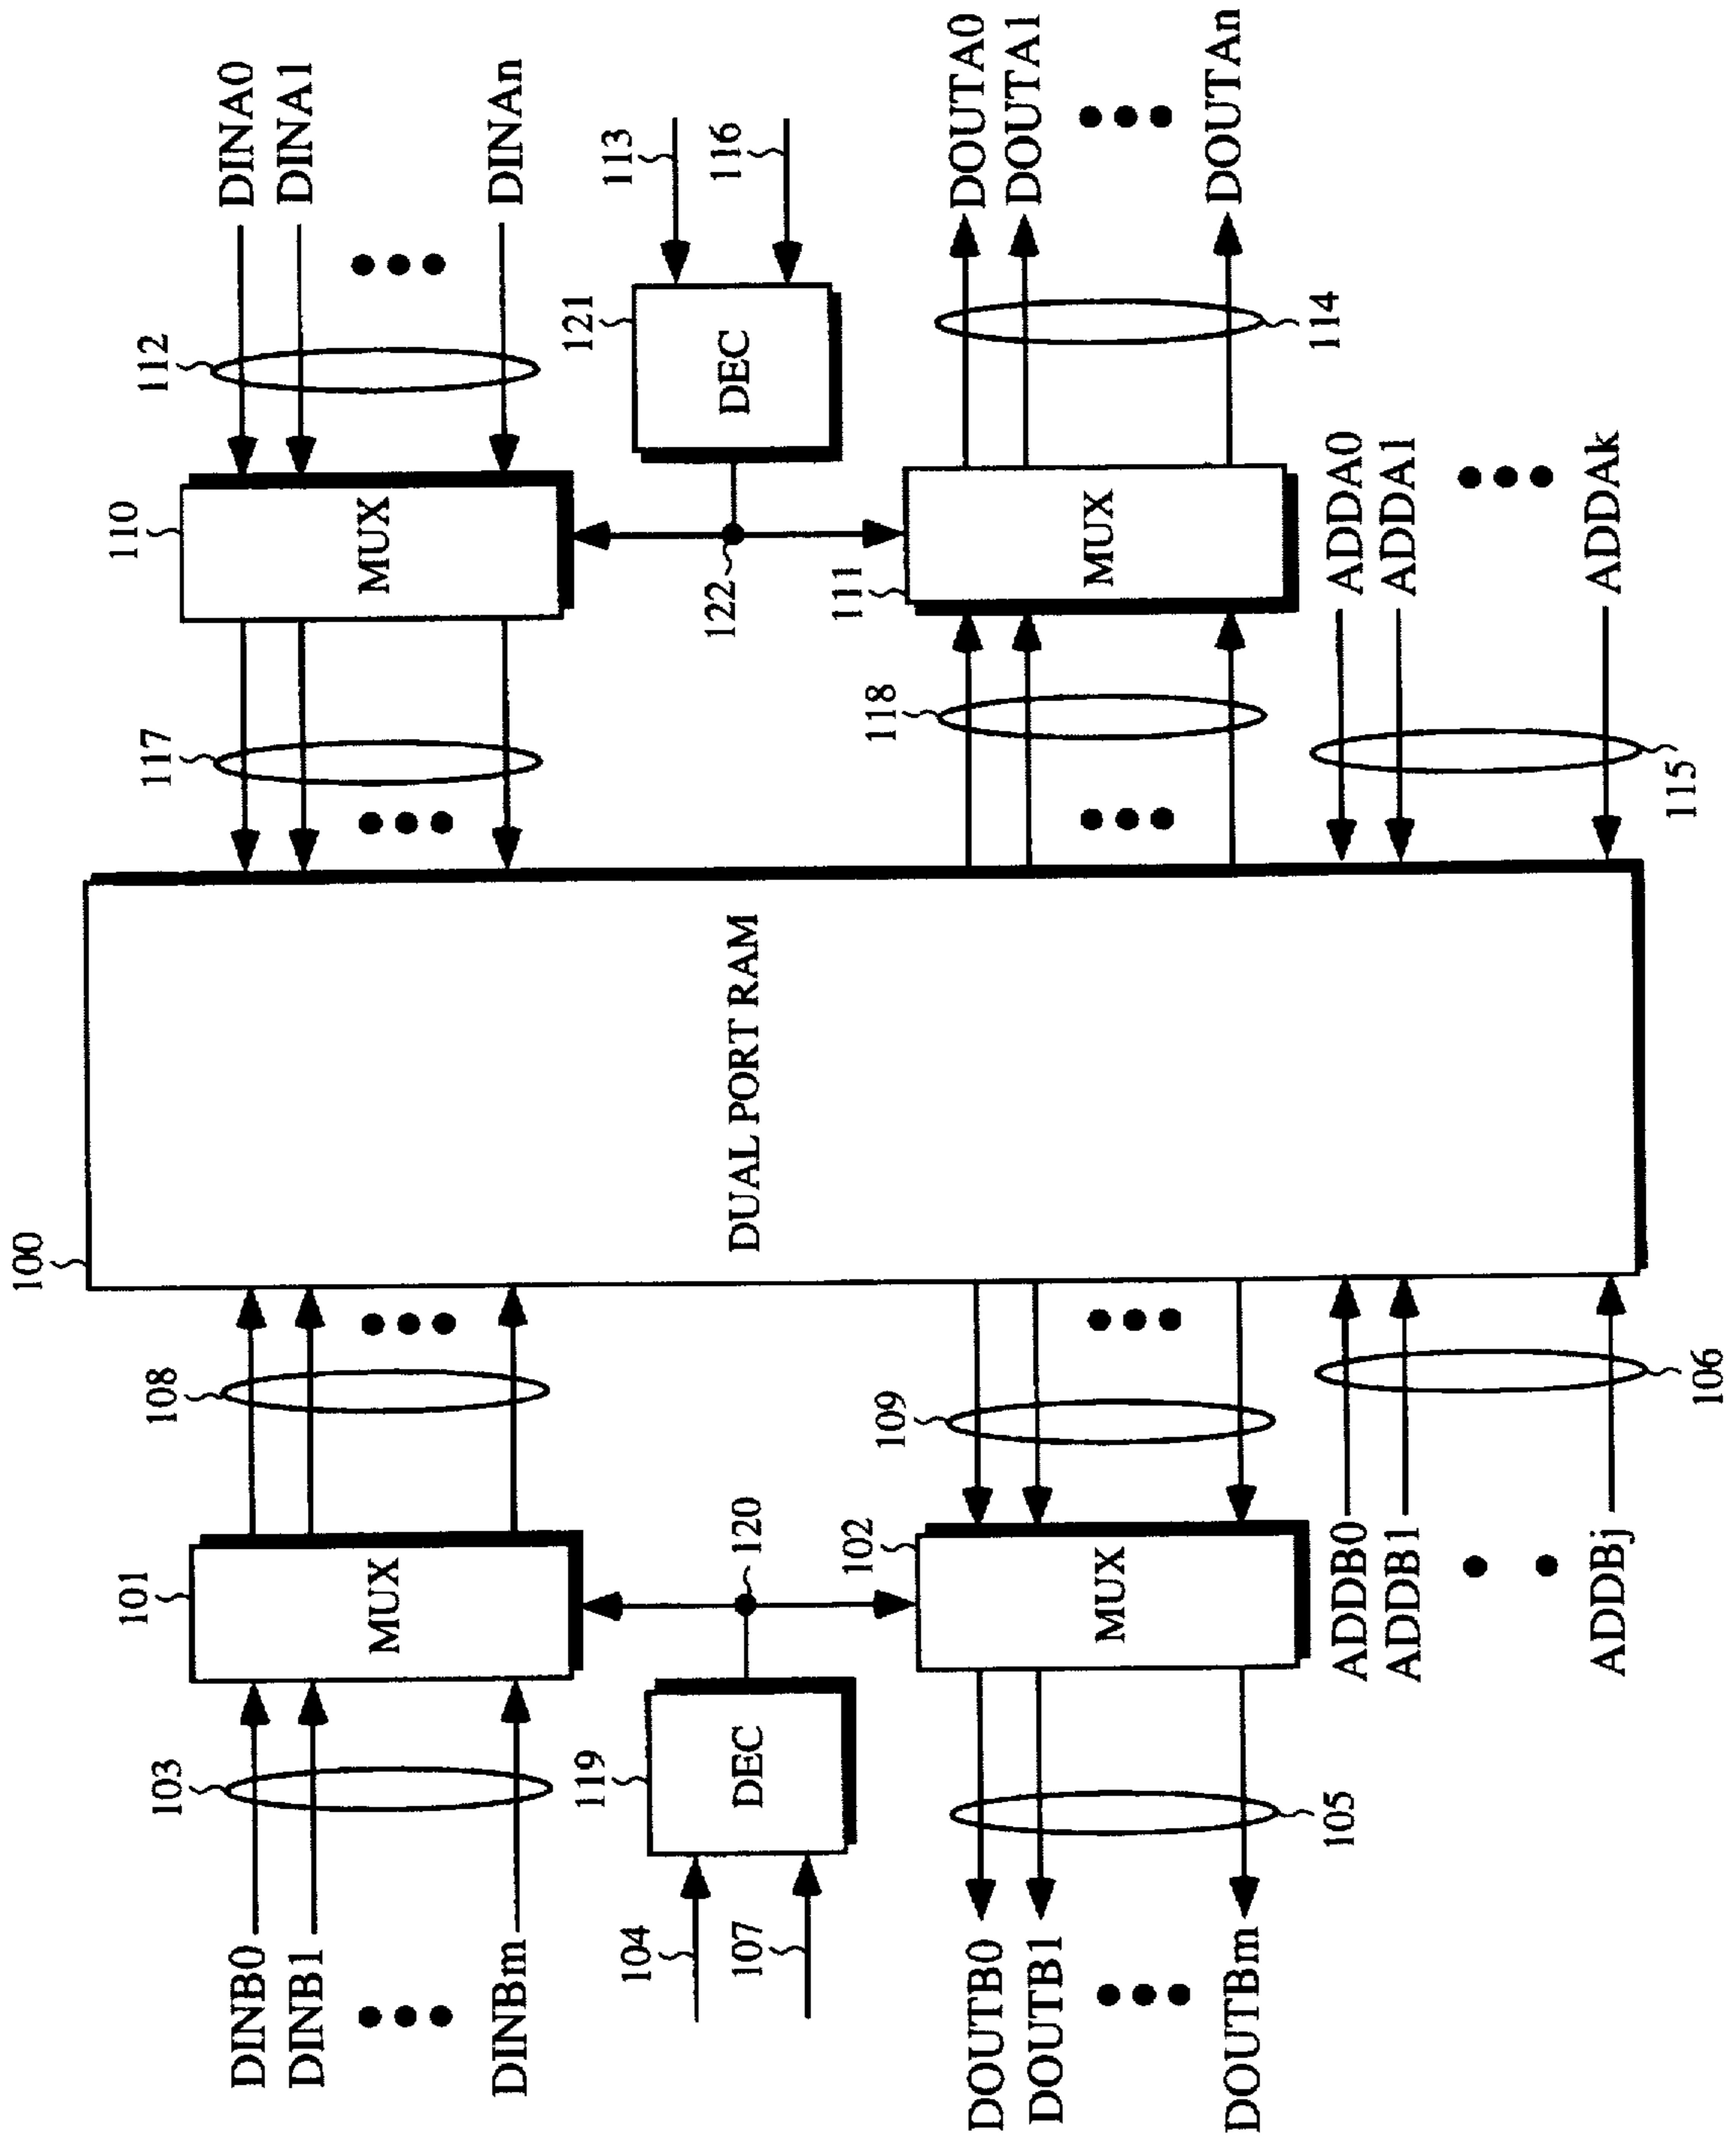 DINA0
DINA1
DINAn
112
110
MUX
117
113
116
121
DEC
122
DOUTA0
DOUTA1
DOUTAn
114
111
MUX
118
ADDA0
ADDA1
ADDAk
115
100
DUAL PORT RAM
108
101
MUX
103
DINB0
DINB1
DINBm
120
119
DEC
104
107
109
102
MUX
105
DOUTB0
DOUTB1
DOUTBm
106
ADDB0
ADDB1
ADDBj